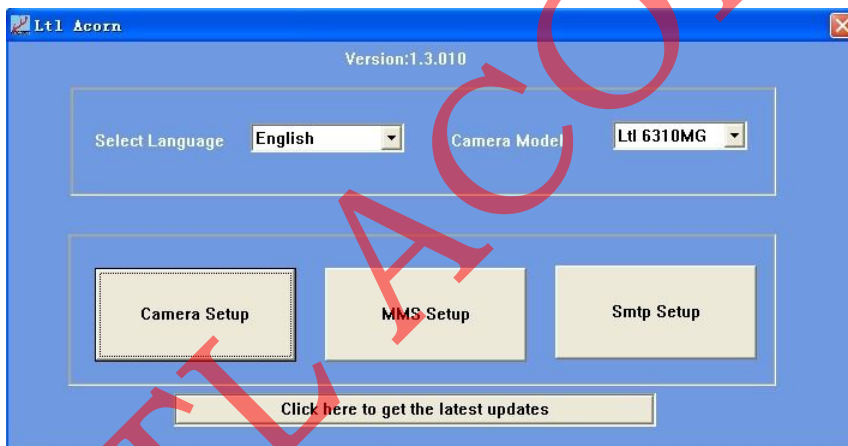 Ltl Acorn
Version:1.3.010
Select Language English Camera Model Ltl 6310MG
Camera Setup MMS Setup Smtp Setup
Click here to get the latest updates
TLACO